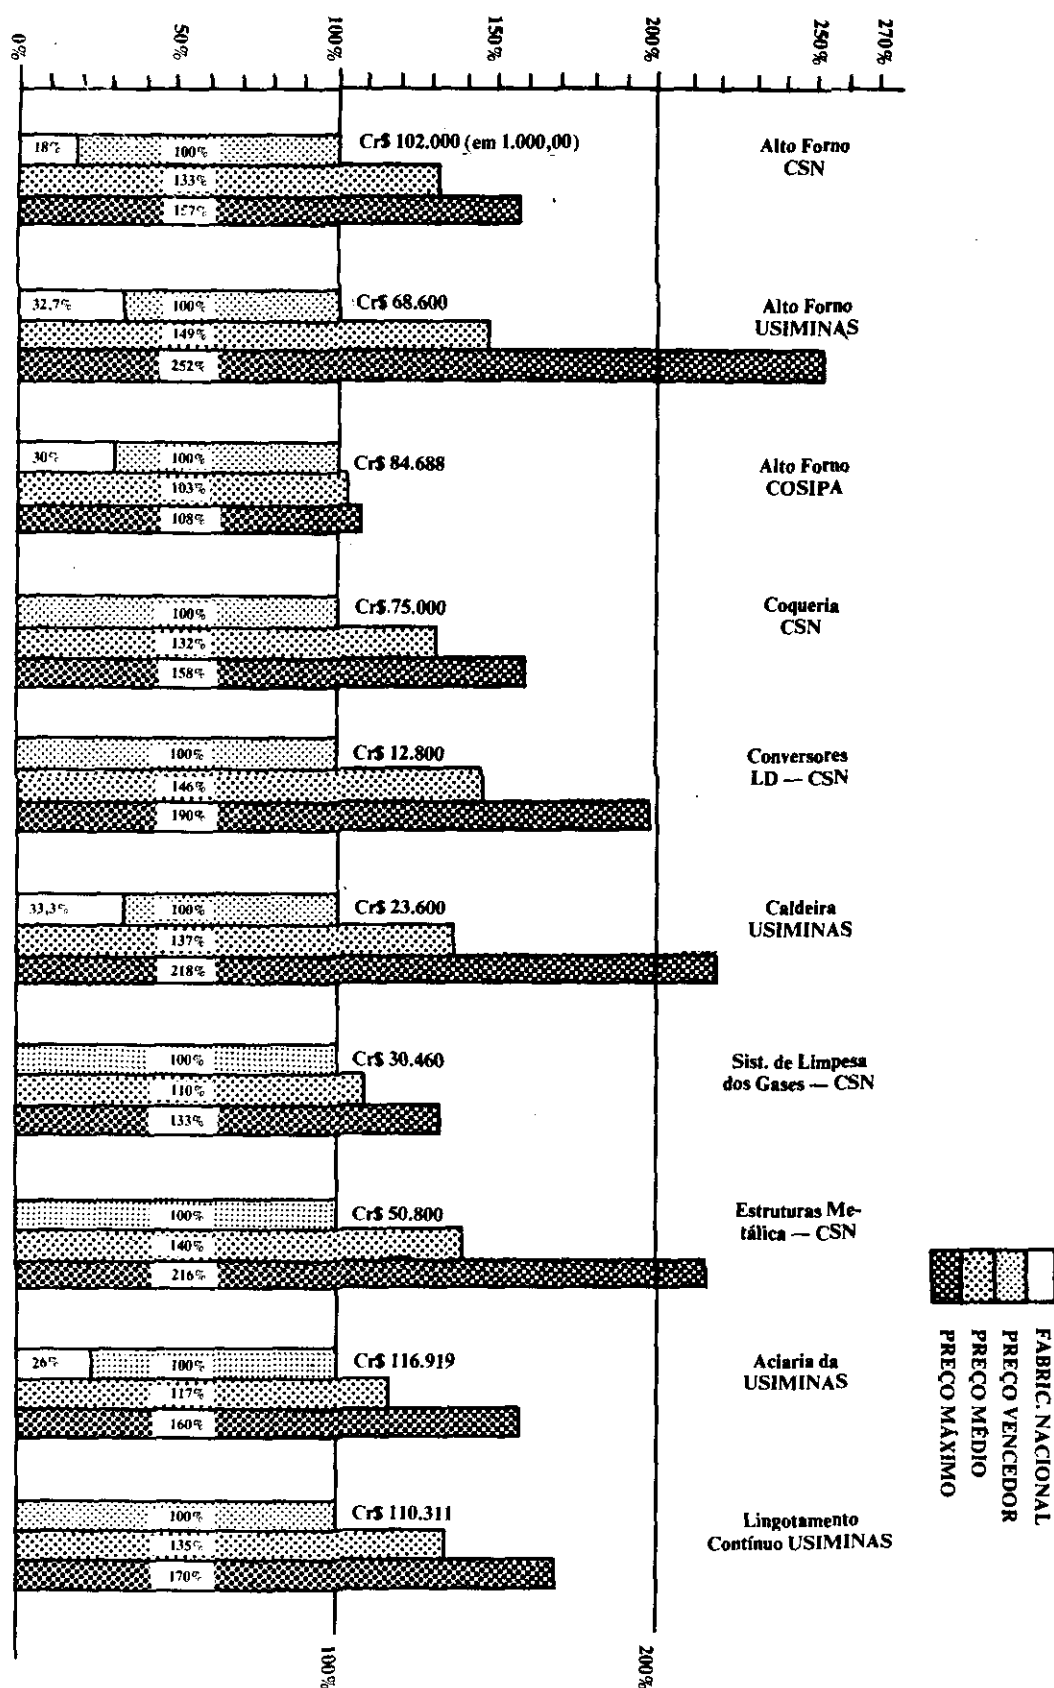 0%
50%
100%
150%
200%
250%
270%
18%
100%
133%
157%
Cr$ 102.000 (em 1.000,00)
Alto Forno
CSN
32,7%
100%
149%
252%
Cr$ 68.600
Alto Forno
USIMINAS
30%
100%
103%
108%
Cr$ 84.688
Alto Forno
COSIPA
100%
132%
158%
Cr$ 75.000
Coqueria
CSN
100%
146%
190%
Cr$ 12.800
Conversores
LD — CSN
33,3%
100%
137%
218%
Cr$ 23.600
Caldeira
USIMINAS
100%
110%
133%
Cr$ 30.460
Sist. de Limpesa
dos Gases — CSN
100%
140%
216%
Cr$ 50.800
Estruturas Me-
tálica — CSN
26%
100%
117%
160%
Cr$ 116.919
Aciaria da
USIMINAS
100%
135%
170%
Cr$ 110.311
Lingotamento
Contínuo USIMINAS
100%
200%
FABRIC. NACIONAL
PREÇO VENCEDOR
PREÇO MÉDIO
PREÇO MÁXIMO